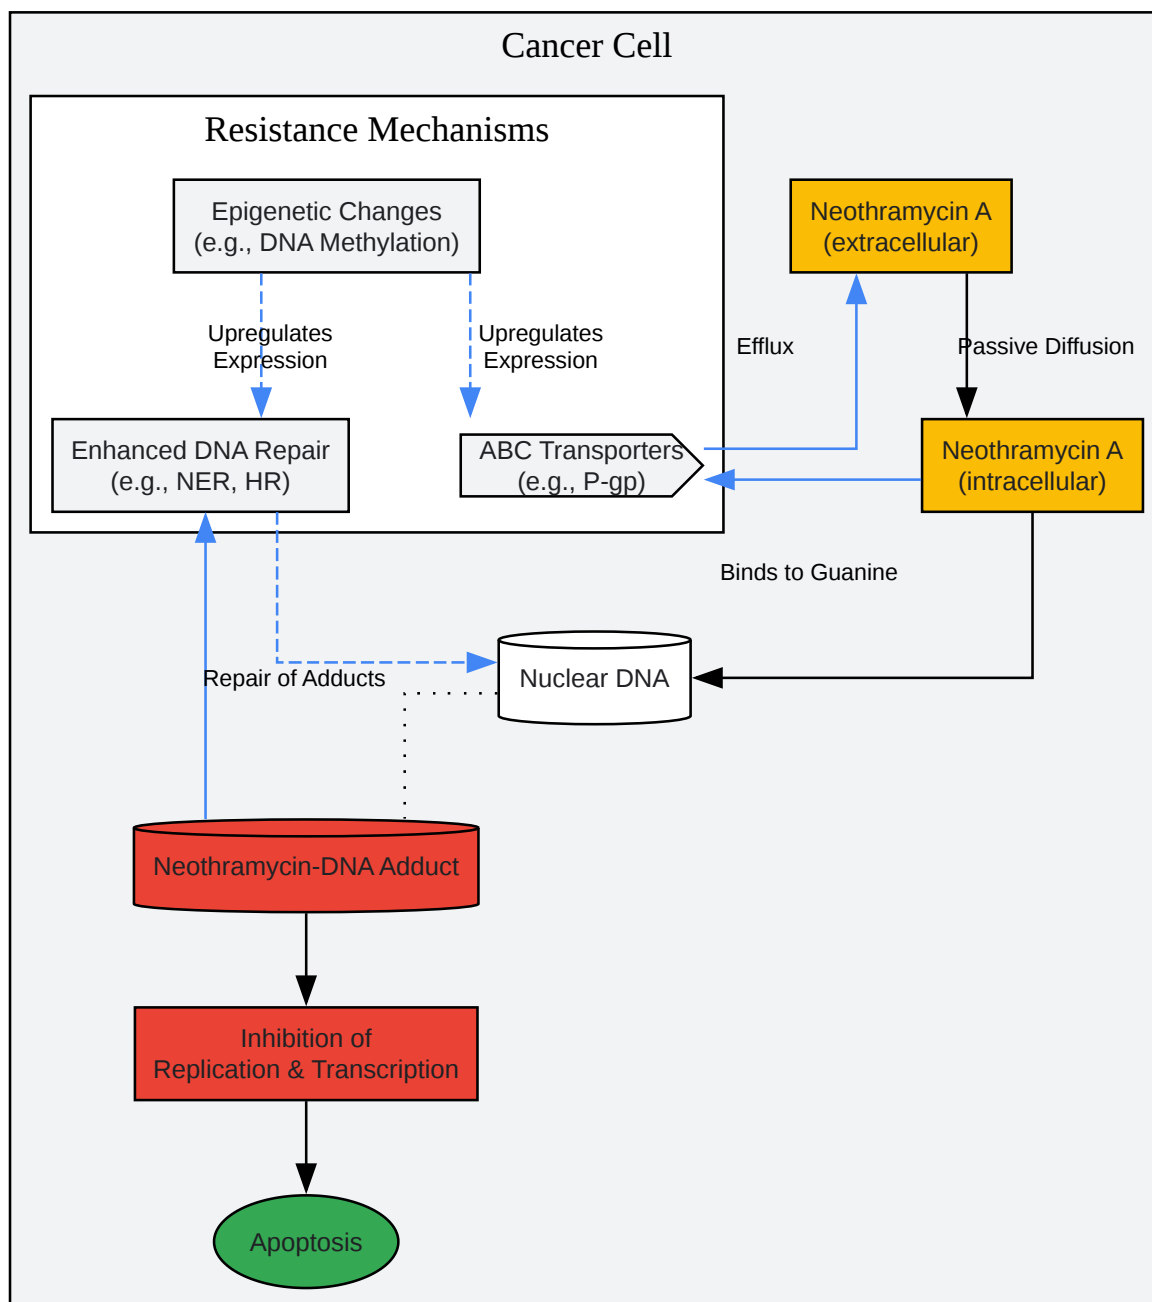 Cancer Cell
Resistance Mechanisms
Epigenetic Changes
(e.g., DNA Methylation)
Neothramycin A
(extracellular)
Upregulates
Expression
Upregulates
Expression
Efflux
Passive Diffusion
Enhanced DNA Repair
(e.g., NER, HR)
ABC Transporters
(e.g., P-gp)
Neothramycin A
(intracellular)
Binds to Guanine
Repair of Adducts
Nuclear DNA
Neothramycin-DNA Adduct
Inhibition of
Replication & Transcription
Apoptosis